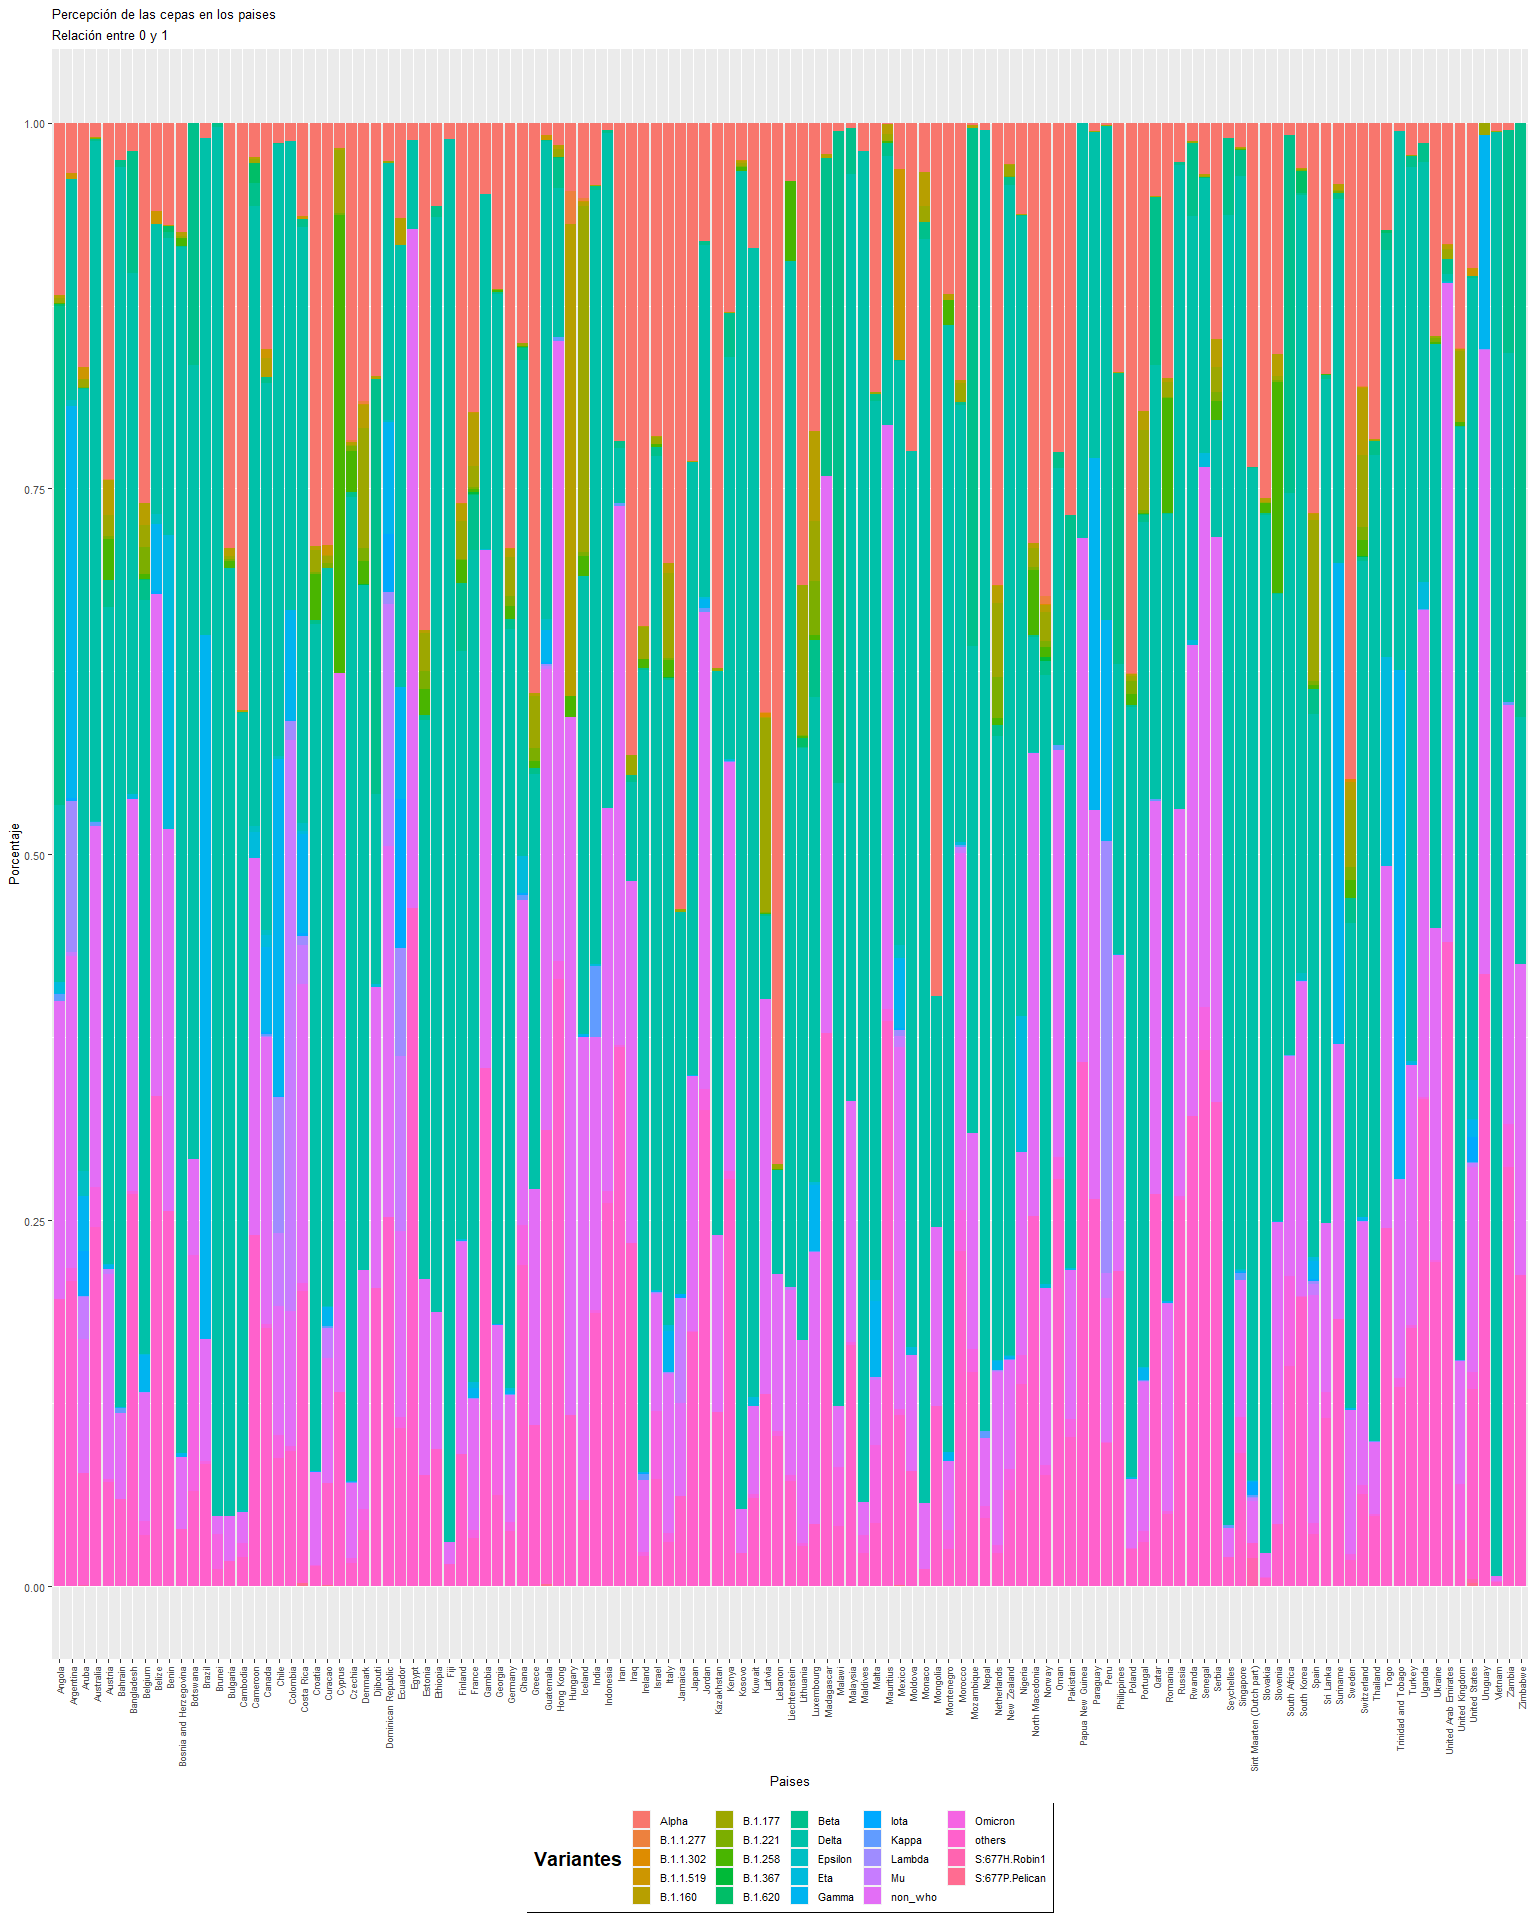 Percepción de las cepas en los paises
Relación entre 0 y 1
1.00
0.75
0.50
0.25
0.00
Porcentaje
Angola
Argentina
Aruba
Australia
Austria
Bahrain
Bangladesh
Belgium
Belize
Benin
Bosnia and Herzegovina
Botswana
Brazil
Brunei
Bulgaria
Cambodia
Cameroon
Canada
Chile
Colombia
Costa Rica
Croatia
Curacao
Cyprus
Czechia
Denmark
Djibouti
Dominican Republic
Ecuador
Egypt
Estonia
Ethiopia
Fiji
Finland
France
Gambia
Georgia
Germany
Ghana
Greece
Guatemala
Hong Kong
Hungary
Iceland
India
Indonesia
Iran
Iraq
Ireland
Israel
Italy
Jamaica
Japan
Jordan
Kazakhstan
Kenya
Kosovo
Kuwait
Latvia
Lebanon
Liechtenstein
Lithuania
Luxembourg
Madagascar
Malawi
Malaysia
Maldives
Malta
Mauritius
Mexico
Moldova
Monaco
Mongolia
Montenegro
Morocco
Mozambique
Nepal
Netherlands
New Zealand
Nigeria
North Macedonia
Norway
Oman
Pakistan
Papua New Guinea
Paraguay
Peru
Philippines
Poland
Portugal
Qatar
Romania
Russia
Rwanda
Senegal
Serbia
Seychelles
Singapore
Sint Maarten (Dutch part)
Slovakia
Slovenia
South Africa
South Korea
Spain
Sri Lanka
Suriname
Sweden
Switzerland
Thailand
Togo
Trinidad and Tobago
Turkey
Uganda
Ukraine
United Arab Emirates
United Kingdom
United States
Uruguay
Vietnam
Zambia
Zimbabwe
Paises
Variantes
Alpha
B.1.1.277
B.1.1.302
B.1.1.519
B.1.160
B.1.177
B.1.221
B.1.258
B.1.367
B.1.620
Beta
Delta
Epsilon
Eta
Gamma
Iota
Kappa
Lambda
Mu
non_who
Omicron
others
S:677H.Robin1
S:677P.Pelican